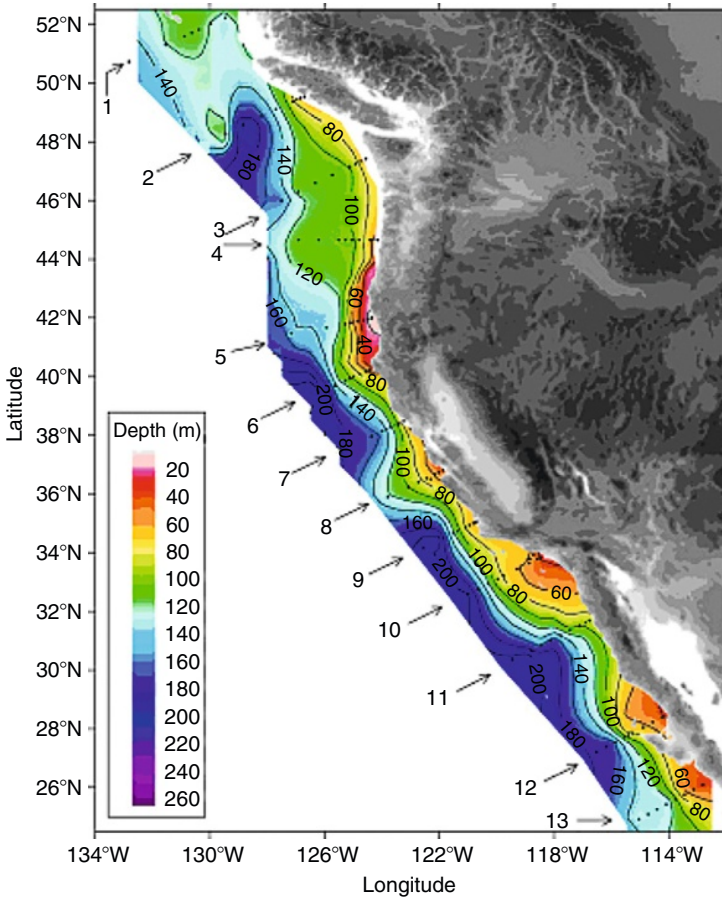 52°N
50°N
48°N
46°N
44°N
42°N
40°N
38°N
36°N
34°N
32°N
30°N
28°N
26°N
Latitude
134°W
130°W
126°W
122°W
118°W
114°W
Longitude
Depth (m)
20
40
60
80
100
120
140
160
180
200
220
240
260
1
2
3
4
5
6
7
8
9
10
11
12
13
140
180
140
80
100
120
60
160
40
80
200
140
180
100
80
160
200
100
80
60
140
200
100
180
160
120
60
80